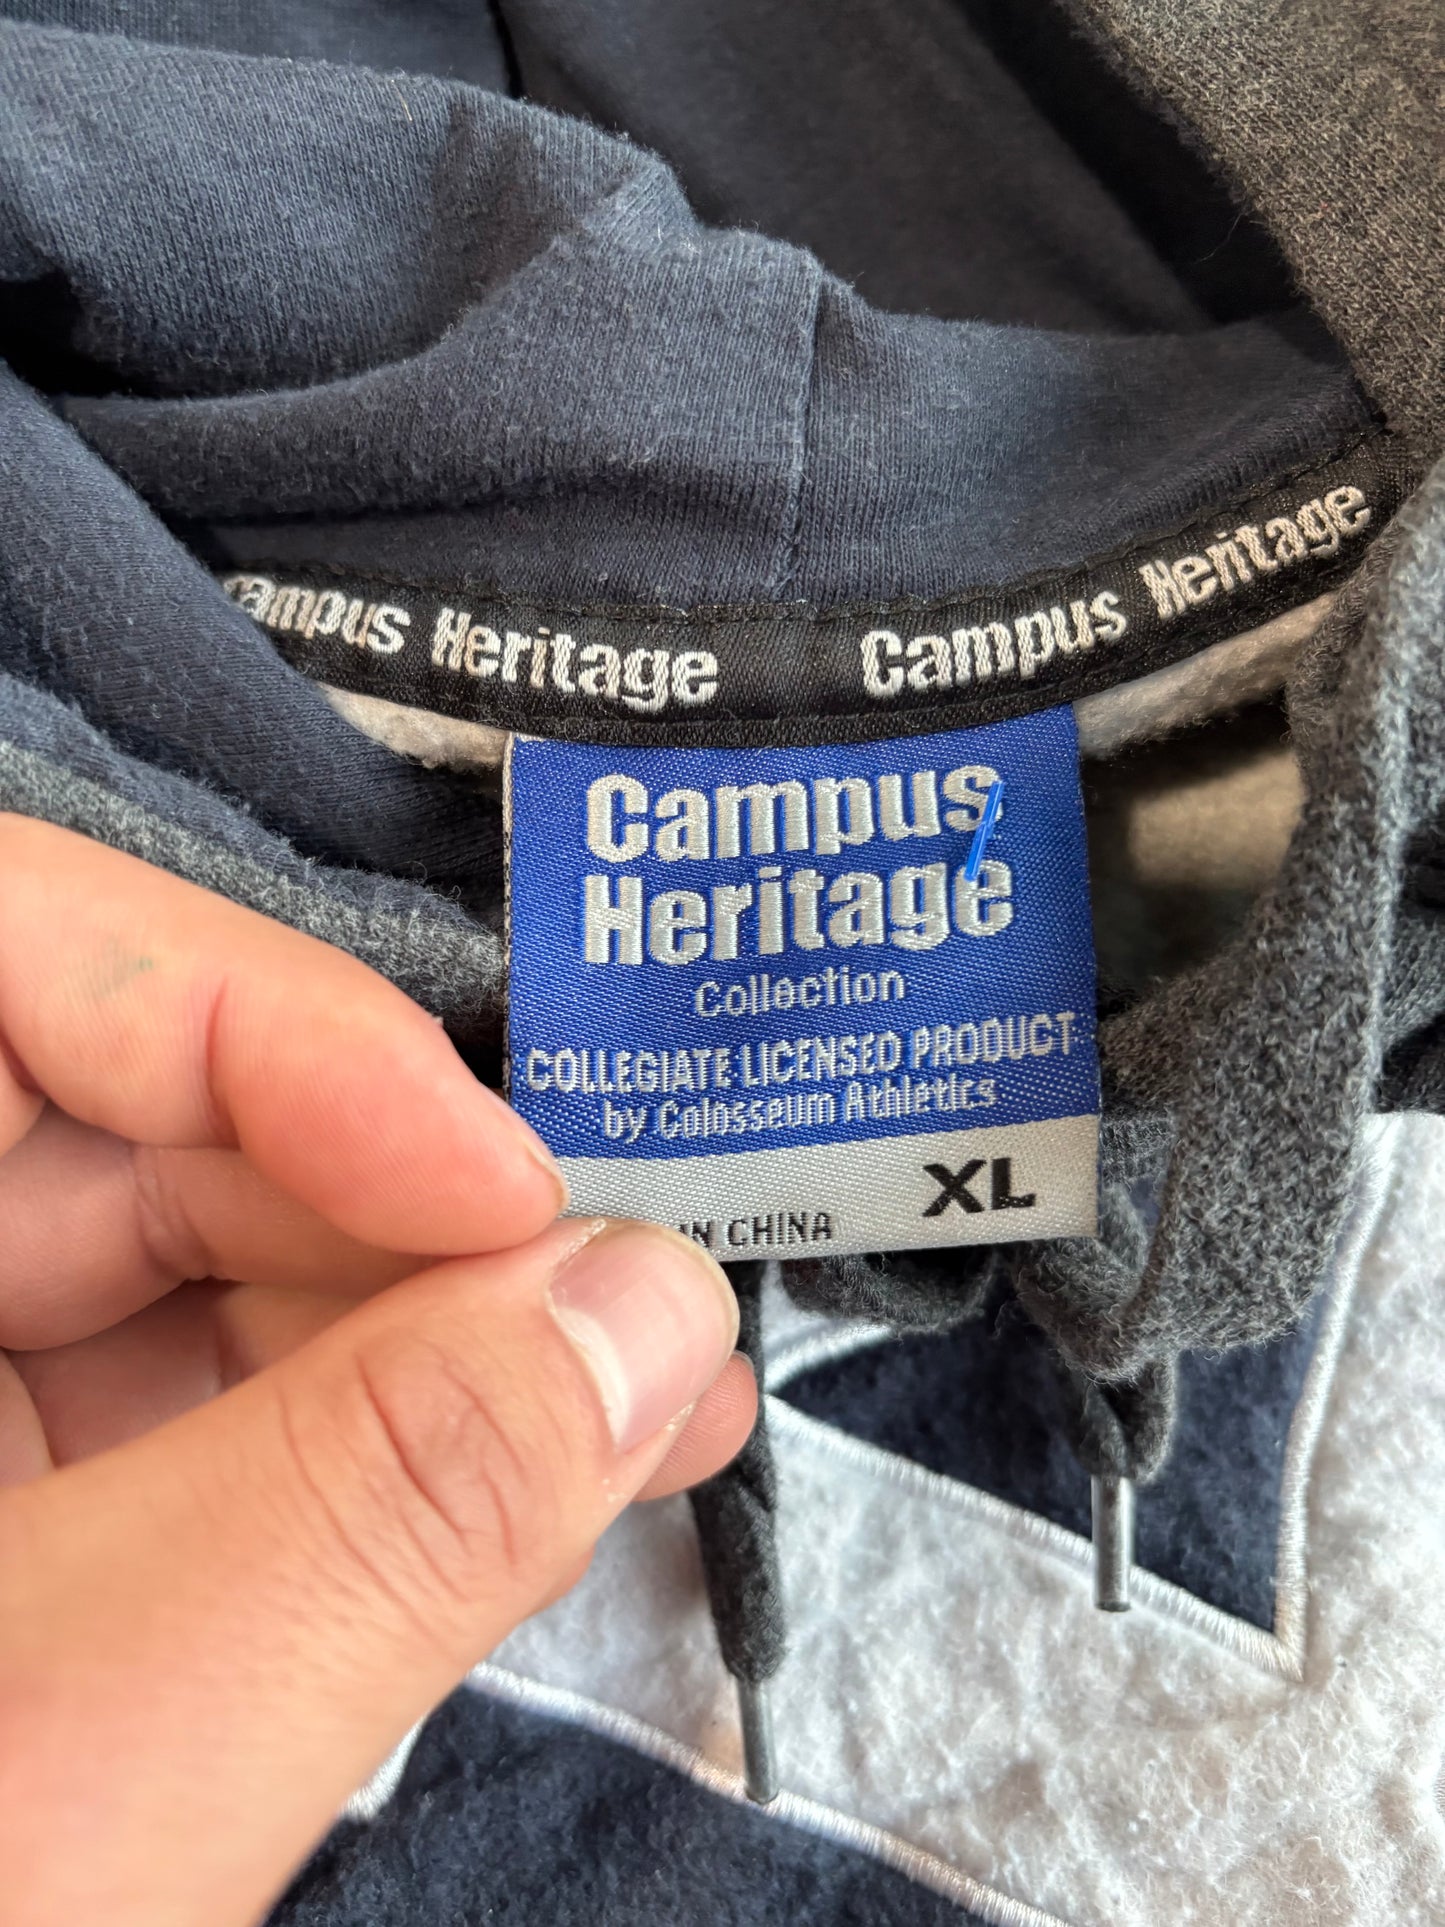 Campus Heritage Campus Heritage
Campus
Heritage
Collection
COLLEGIATE LICENSED PRODUCT
by Colosseum Athletics
XL
IN CHINA